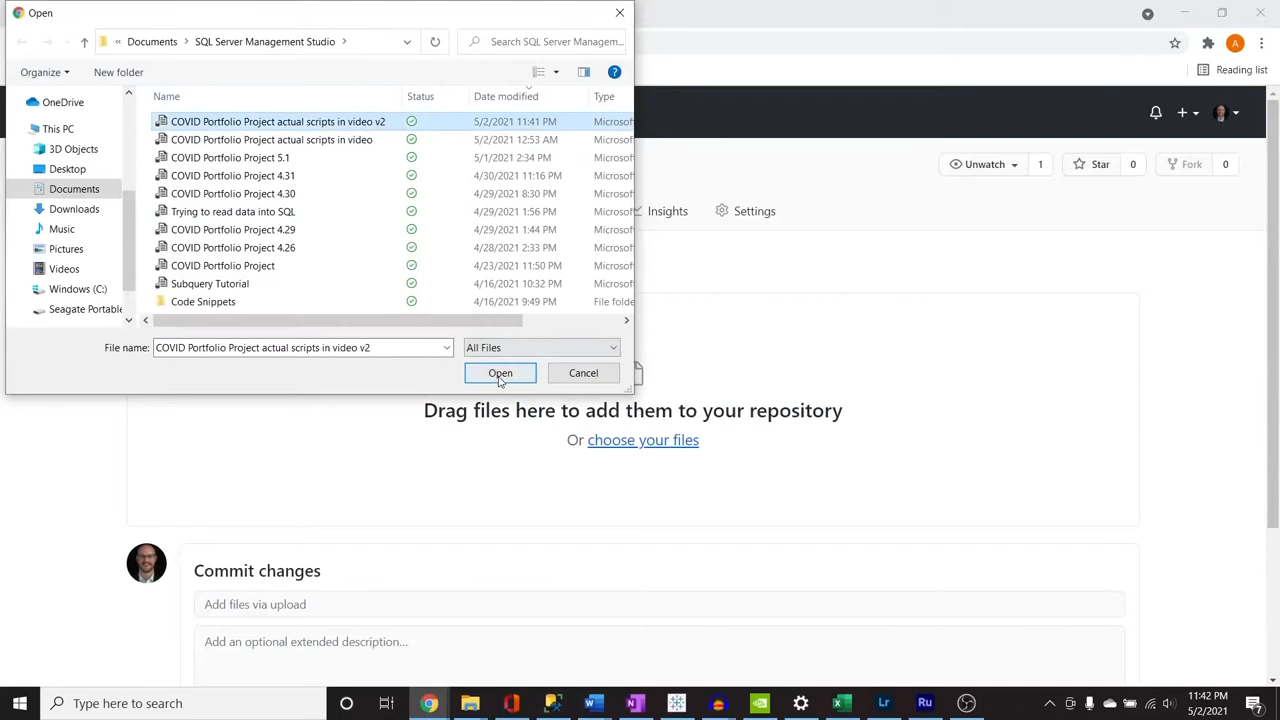 Open
« Documents > SQL Server Management Studio >
Search SQL Server Managem...
Organize
New folder
Name Status Date modified Type
OneDrive
This PC
3D Objects
Desktop
Documents
Downloads
Music
Pictures
Videos
Windows (C:)
Seagate Portable
COVID Portfolio Project actual scripts in video v2 5/2/2021 11:41 PM Microsof
COVID Portfolio Project actual scripts in video 5/2/2021 12:53 AM Microsof
COVID Portfolio Project 5.1 5/1/2021 2:34 PM Microsof
COVID Portfolio Project 4.31 4/30/2021 11:16 PM Microsof
COVID Portfolio Project 4.30 4/29/2021 8:30 PM Microsof
Trying to read data into SQL 4/29/2021 1:56 PM Microsof
COVID Portfolio Project 4.29 4/29/2021 1:44 PM Microsof
COVID Portfolio Project 4.26 4/28/2021 2:33 PM Microsof
COVID Portfolio Project 4/23/2021 11:50 PM Microsof
Subquery Tutorial 4/16/2021 10:32 PM Microsof
Code Snippets 4/16/2021 9:49 PM File folde
File name: COVID Portfolio Project actual scripts in video v2 All Files
Open Cancel
A
Reading list
Unwatch 1 Star 0 Fork 0
Insights Settings
Drag files here to add them to your repository
Or choose your files
Commit changes
Add files via upload
Add an optional extended description...
Type here to search
Lr
Ru
11:42 PM
5/2/2021
7